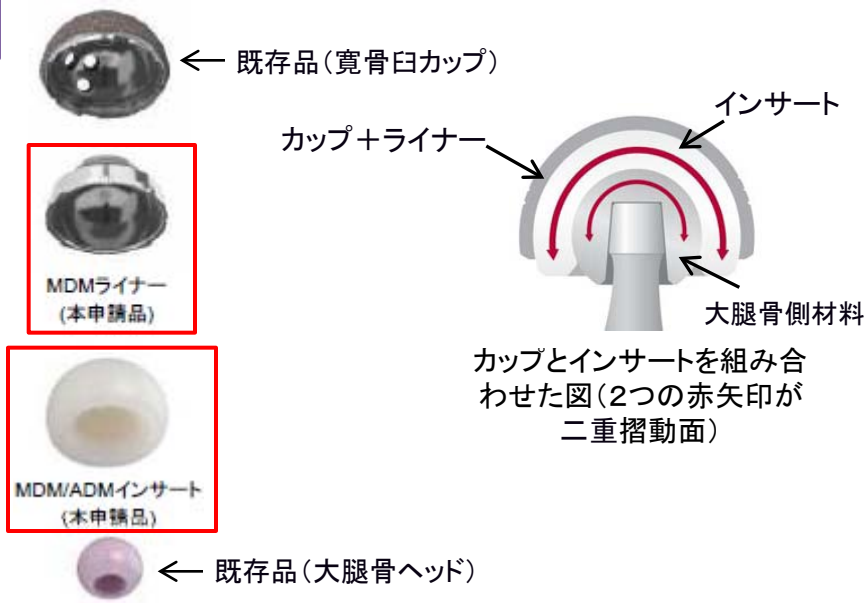 既存品(寛骨臼カップ)
MDMライナー
(本申請品)
MDM/ADMインサート
(本申請品)
既存品(大腿骨ヘッド)
インサート
カップ+ライナー
大腿骨側材料
カップとインサートを組み合
わせた図(2つの赤矢印が
二重摺動面)